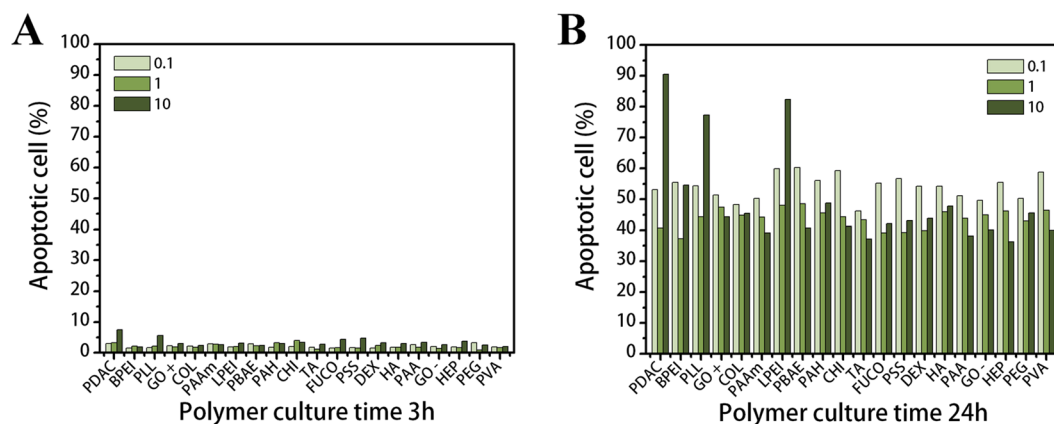 A
100
90
80
70
60
50
40
30
20
10
0
Apoptotic cell (%)
0.1
1
10
PDAC
BPEI
PLL
GO +
COL
PAAm
LPEI
PBAE
PAH
CHI
TA
FUCO
PSS
DEX
HA
PAA
GO -
HEP
PEG
PVA
Polymer culture time 3h
B
100
90
80
70
60
50
40
30
20
10
0
Apoptotic cell (%)
0.1
1
10
PDAC
BPEI
PLL
GO +
COL
PAAm
LPEI
PBAE
PAH
CHI
TA
FUCO
PSS
DEX
HA
PAA
GO -
HEP
PEG
PVA
Polymer culture time 24h